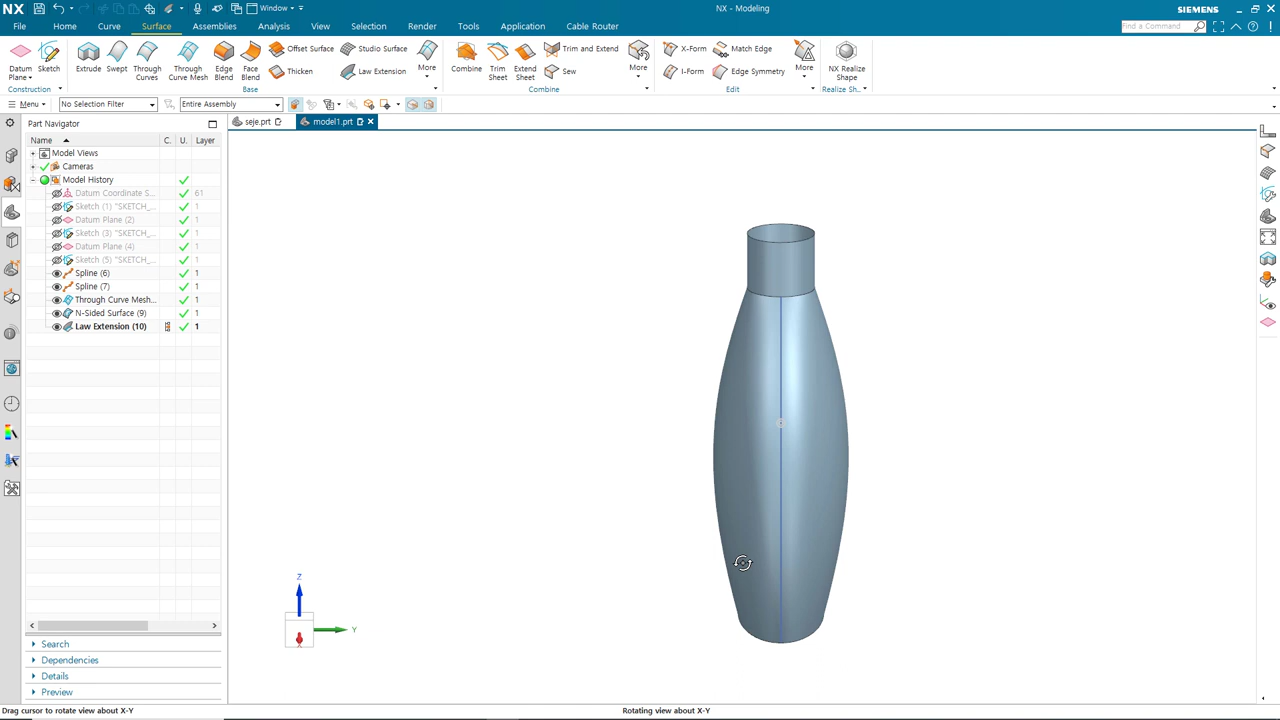 NX Window NX - Modeling SIEMENS
File Home Curve Surface Assemblies Analysis View Selection Render Tools Application Cable Router Find a Command
Datum Plane Sketch Extrude Swept Through Curves Through Curve Mesh Edge Blend Face Blend Offset Surface Thicken Studio Surface Law Extension More Combine Trim Sheet Extend Sheet Trim and Extend Sew More X-Form I-Form Match Edge Edge Symmetry More NX Realize Shape
Construction Base Combine Edit Realize Sh..
Menu No Selection Filter Entire Assembly
Part Navigator seje.prt model1.prt
Name C. U. Layer
Model Views
Cameras
Model History
Datum Coordinate S... 61
Sketch (1) "SKETCH_... 1
Datum Plane (2) 1
Sketch (3) "SKETCH_... 1
Datum Plane (4) 1
Sketch (5) "SKETCH_... 1
Spline (6) 1
Spline (7) 1
Through Curve Mesh... 1
N-Sided Surface (9) 1
Law Extension (10) 1
Z
Y
Search
Dependencies
Details
Preview
Drag cursor to rotate view about X-Y Rotating view about X-Y